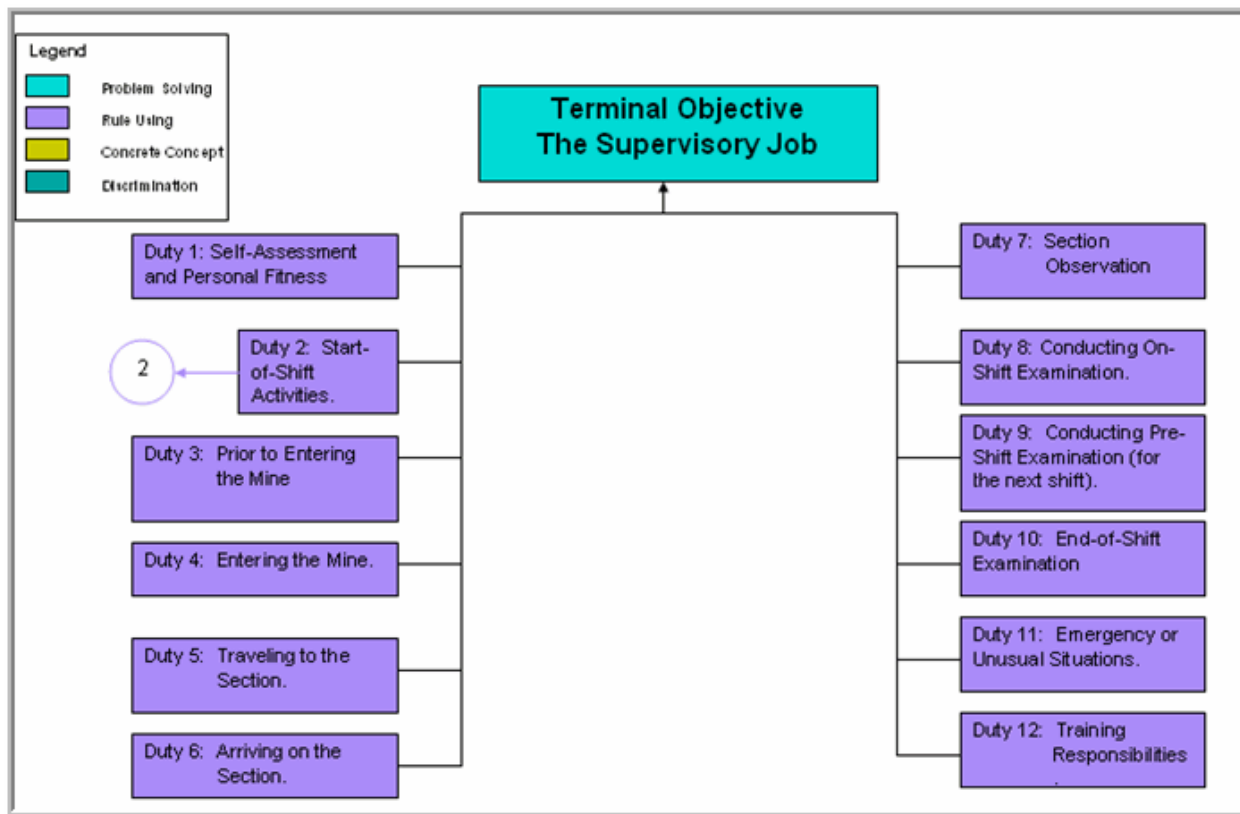 Legend
Problem Solving
Rule Using
Concrete Concept
Discrimination
Terminal Objective
The Supervisory Job
Duty 1: Self-Assessment
and Personal Fitness
2
Duty 2: Start-
of-Shift
Activities.
Duty 3: Prior to Entering
the Mine
Duty 4: Entering the Mine.
Duty 5: Traveling to the
Section.
Duty 6: Arriving on the
Section.
Duty 7: Section
Observation
Duty 8: Conducting On-
Shift Examination.
Duty 9: Conducting Pre-
Shift Examination (for
the next shift).
Duty 10: End-of-Shift
Examination
Duty 11: Emergency or
Unusual Situations.
Duty 12: Training
Responsibilities
.